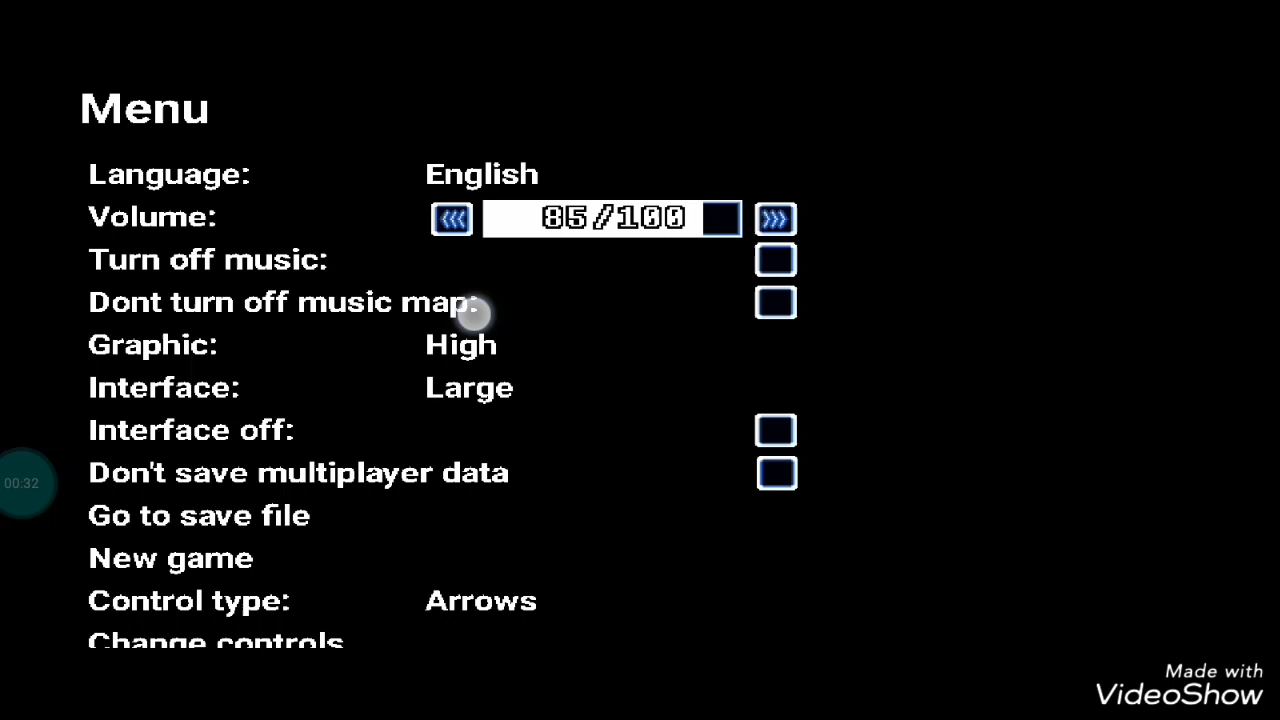 Menu
Language: English
Volume: 85/100
Turn off music:
Dont turn off music map:
Graphic: High
Interface: Large
Interface off:
Don't save multiplayer data
Go to save file
New game
Control type: Arrows
Change controls
00:32
Made with
VideoShow